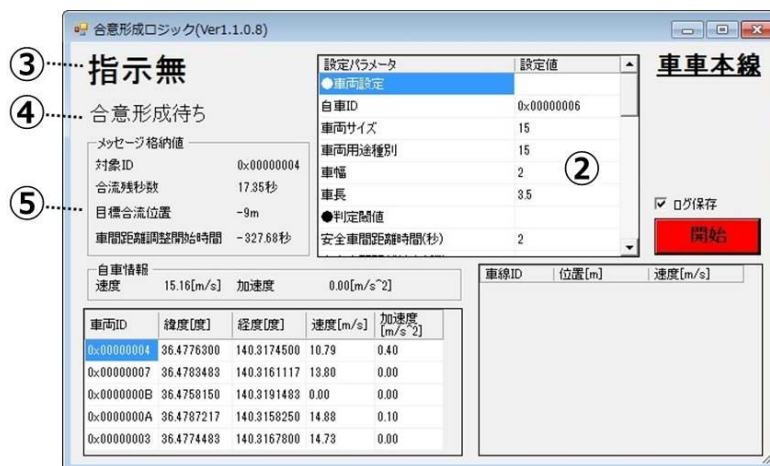 合意形成ロジック(Ver1.1.0.8)
③
指示無
④
合意形成待ち
⑤
メッセージ格納値
対象ID 0x00000004
合流残秒数 17.35秒
目標合流位置 -9m
車間距離調整開始時間 -327.68秒
設定パラメータ 設定値
●車両設定
自車ID 0x00000006
車両サイズ 15
車両用途種別 15
車幅 2
車長 3.5
●判定閾値
安全車間距離時間(秒) 2
②
車車本線
ログ保存
開始
自車情報
速度 15.16[m/s] 加速度 0.00[m/s^2]
車両ID 緯度[度] 経度[度] 速度[m/s] 加速度[m/s^2]
0x00000004 36.4776300 140.3174500 10.79 0.40
0x00000007 36.4783483 140.3161117 13.80 0.00
0x0000000B 36.4758150 140.3191483 0.00 0.00
0x0000000A 36.4787217 140.3158250 14.88 0.10
0x00000003 36.4774483 140.3167800 14.73 0.00
車線ID 位置[m] 速度[m/s]